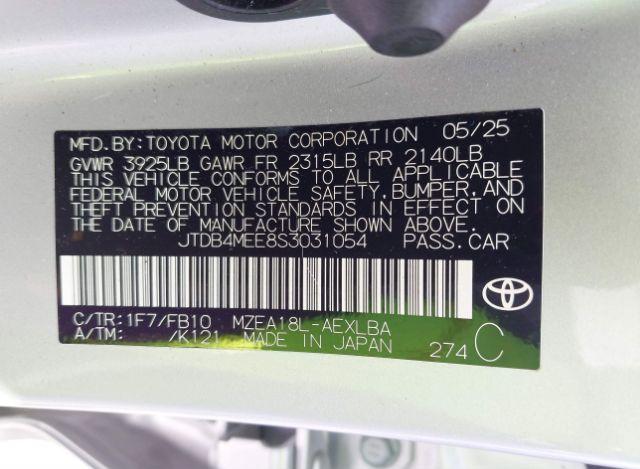 MFD.BY:TOYOTA MOTOR CORPORATION 05/25
GVWR 3925LB GAWR FR 2315LB RR 2140LB
THIS VEHICLE CONFORMS TO ALL APPLICABLE
FEDERAL MOTOR VEHICLE SAFETY,BUMPER,AND
THEFT PREVENTION STANDARDS IN EFFECT ON
THE DATE OF MANUFACTURE SHOWN ABOVE.
JTDB4MEE8S3031054 PASS.CAR
C/TR:1F7/FB10 MZEA18L-AEXLBA
A/TM: /K121 MADE IN JAPAN 274 C